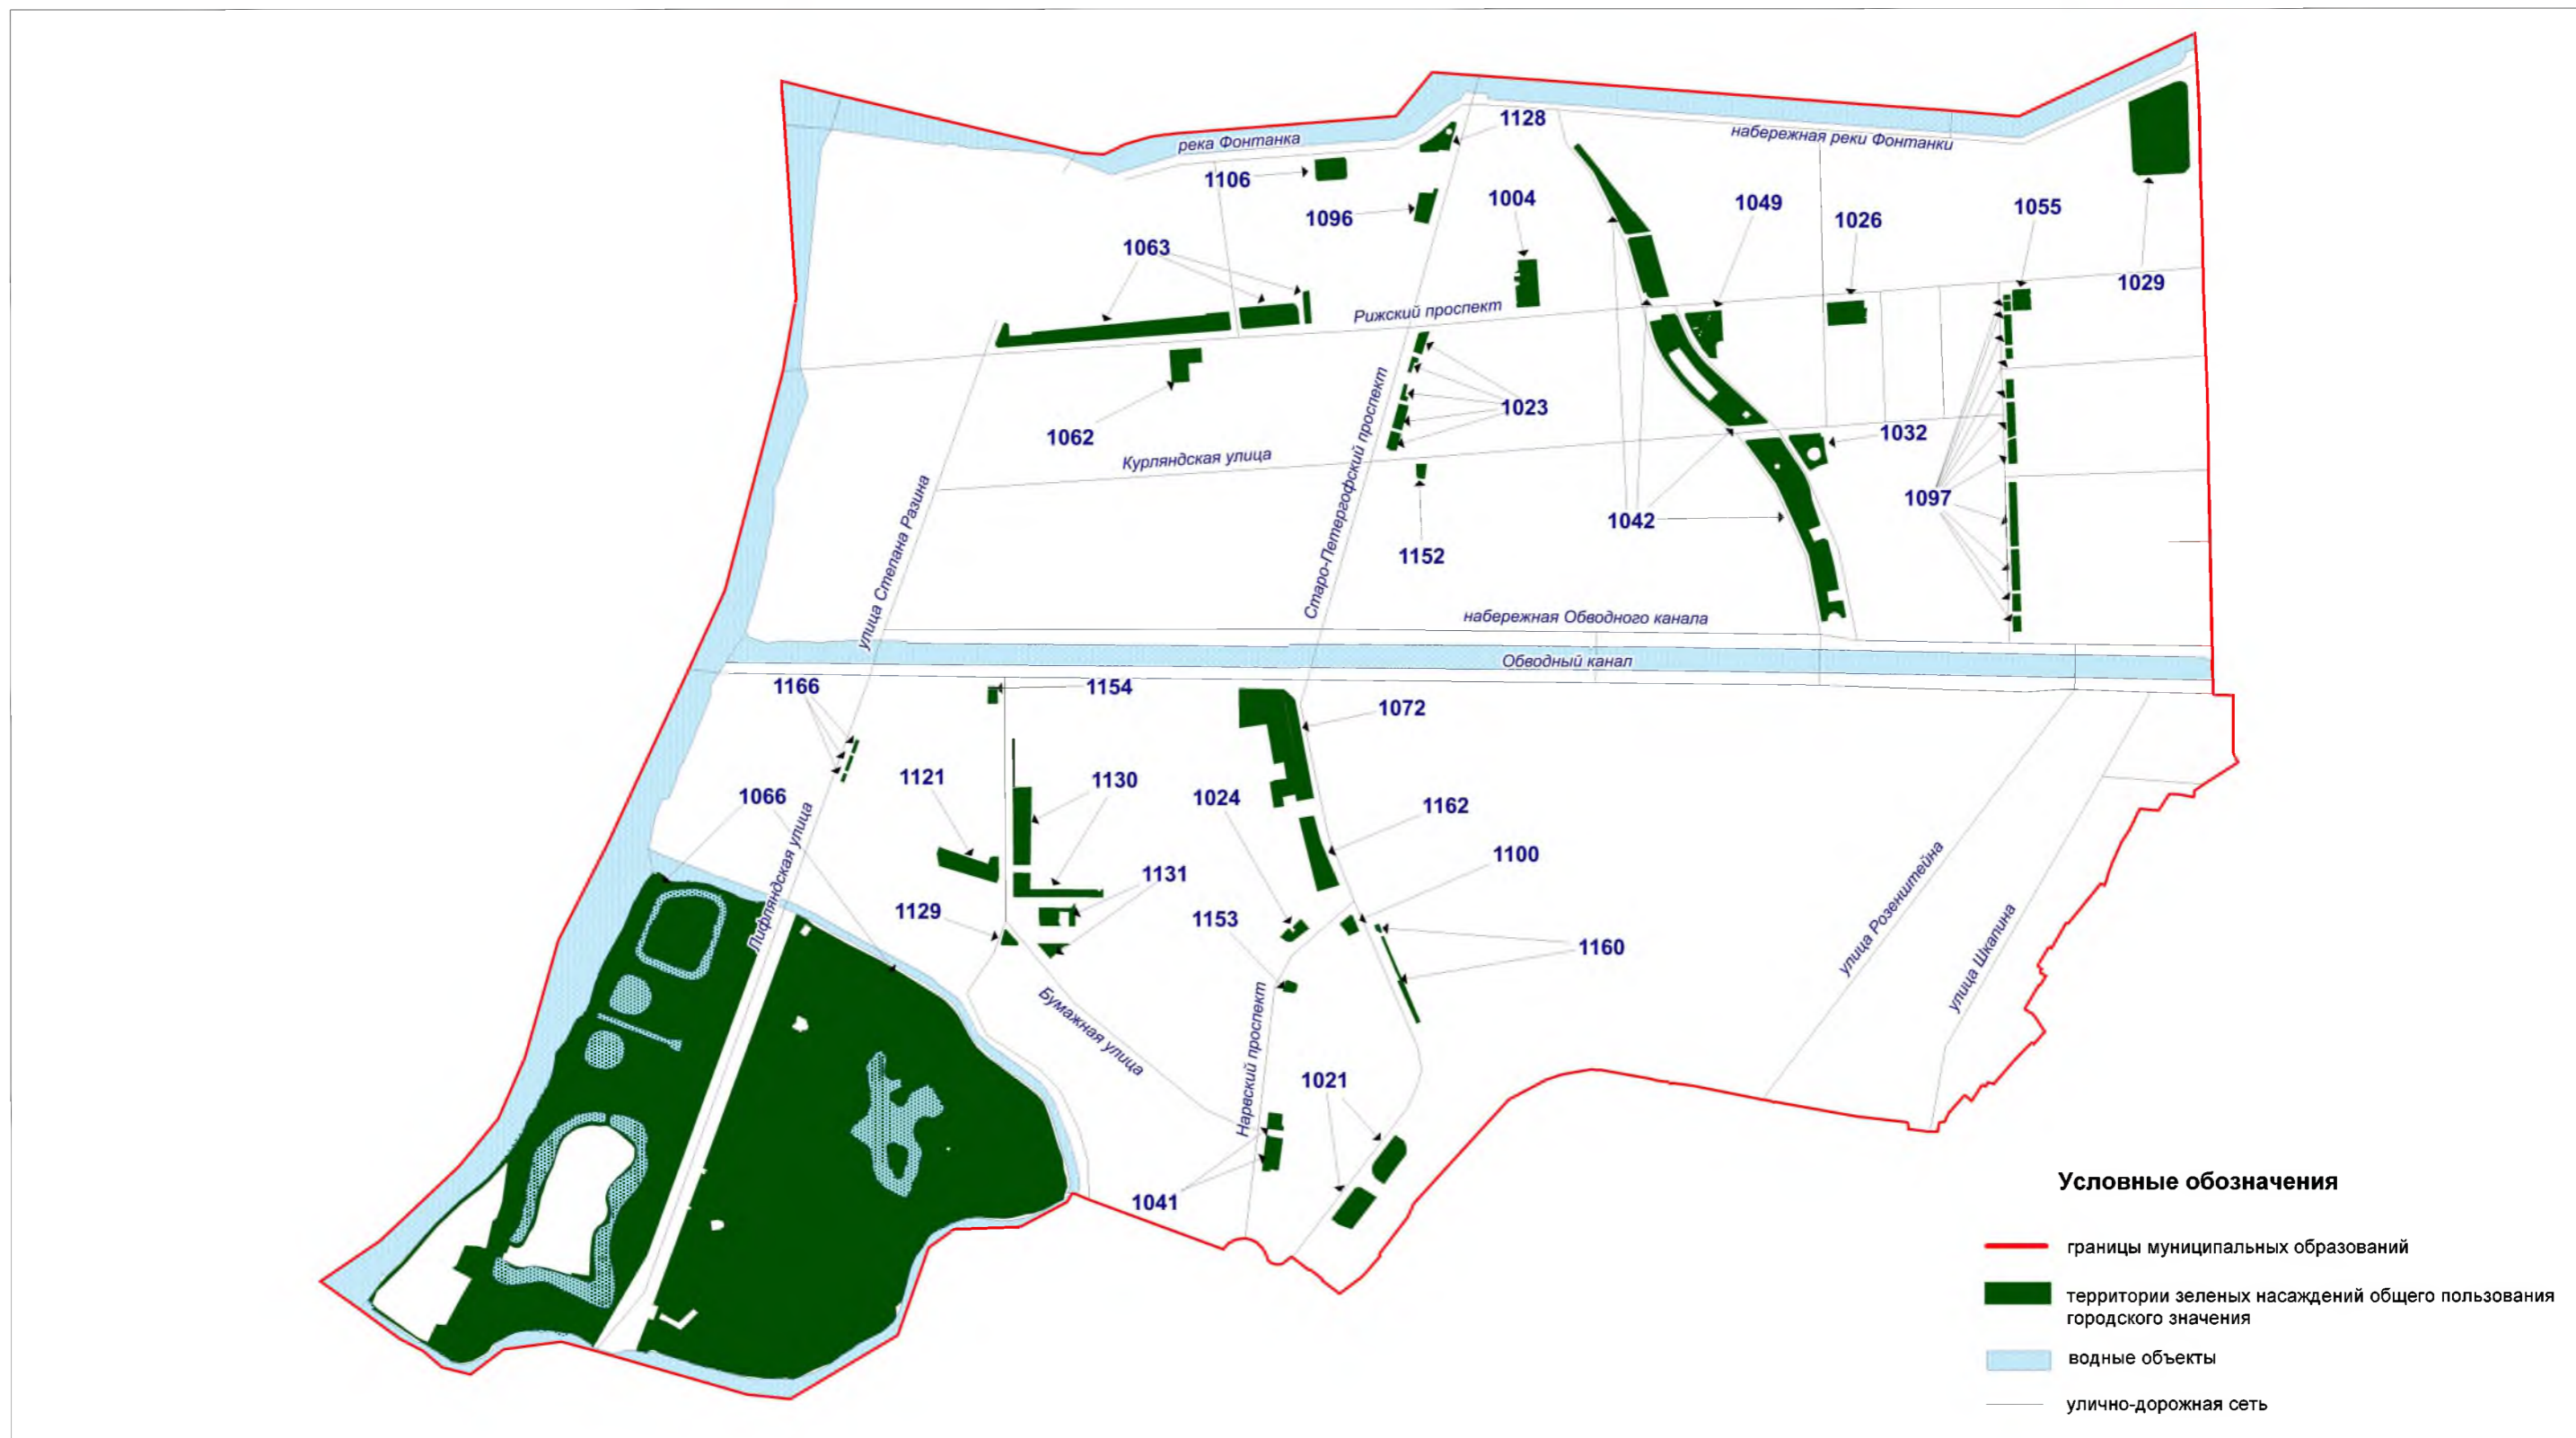 1128
река Фонтанка
набережная реки Фонтанки
1106
1096
1004
1049
1026
1055
1029
1063
Рижский проспект
1062
1023
Старо-Петергофский проспект
1032
Курляндская улица
1097
1042
1152
улица Степана Разина
набережная Обводного канала
Обводный канал
1166
1154
1072
1121
1130
1066
1024
1162
1100
1131
Лифляндская улица
1129
1153
1160
улица Розенштейна
улица Шкапина
Бумажная улица
Нарвский проспект
1021
1041
Условные обозначения
границы муниципальных образований
территории зеленых насаждений общего пользования
городского значения
водные объекты
улично-дорожная сеть